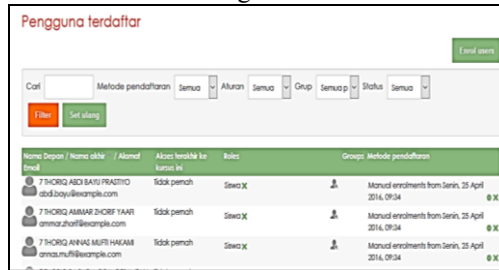 Pengguna terdaftar
Enrol users
Cari Metode pendaftaran Semua Aturan Semua Grup Semua p Status Semua
Filter Set ulang
Nama Depan / Nama akhir / Alamat Email Akses terakhir ke kursus ini Roles Groups Metode pendaftaran
7 THORIQ ABDI BAYU PRASTIYO Tidak pernah Siswa X Manual enrolments from Senin, 25 April
abdi.bayu@example.com 2016, 09:34
7 THORIQ AMMAR ZHORIF YAAFI Tidak pernah Siswa X Manual enrolments from Senin, 25 April
ammar.zhorif@example.com 2016, 09:34
7 THORIQ ANNAS MUFTI HAKAMI Tidak pernah Siswa X Manual enrolments from Senin, 25 April
annas.mufti@example.com 2016, 09:34